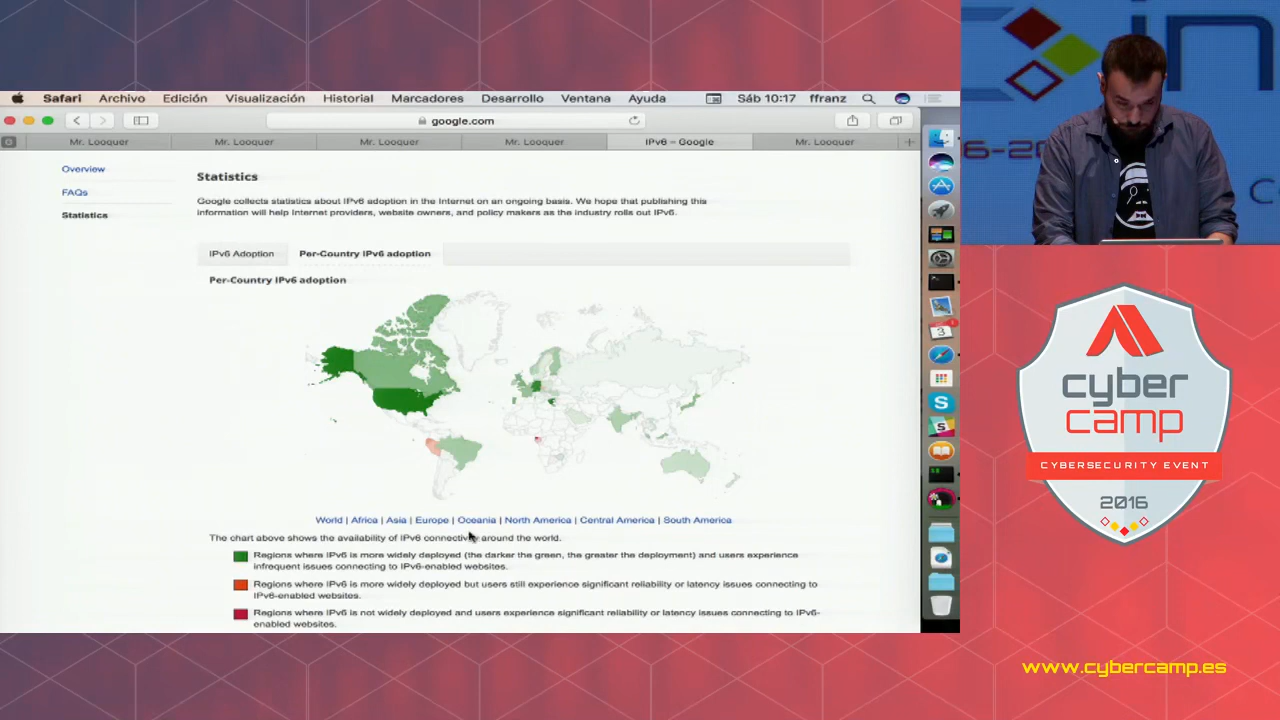 Safari Archivo Edición Visualización Historial Marcadores Desarrollo Ventana Ayuda Sáb 10:17 ffranz
google.com
Mr. Looquer Mr. Looquer Mr. Looquer Mr. Looquer IPv6 – Google Mr. Looquer
Overview
FAQs
Statistics
Statistics
Google collects statistics about IPv6 adoption in the Internet on an ongoing basis. We hope that publishing this
information will help Internet providers, website owners, and policy makers as the industry rolls out IPv6.
IPv6 Adoption Per-Country IPv6 adoption
Per-Country IPv6 adoption
World | Africa | Asia | Europe | Oceania | North America | Central America | South America
The chart above shows the availability of IPv6 connectivity around the world.
Regions where IPv6 is more widely deployed (the darker the green, the greater the deployment) and users experience
infrequent issues connecting to IPv6-enabled websites.
Regions where IPv6 is more widely deployed but users still experience significant reliability or latency issues connecting to
IPv6-enabled websites.
Regions where IPv6 is not widely deployed and users experience significant reliability or latency issues connecting to IPv6-
enabled websites.
3
cyber
camp
CYBERSECURITY EVENT
2016
www.cybercamp.es